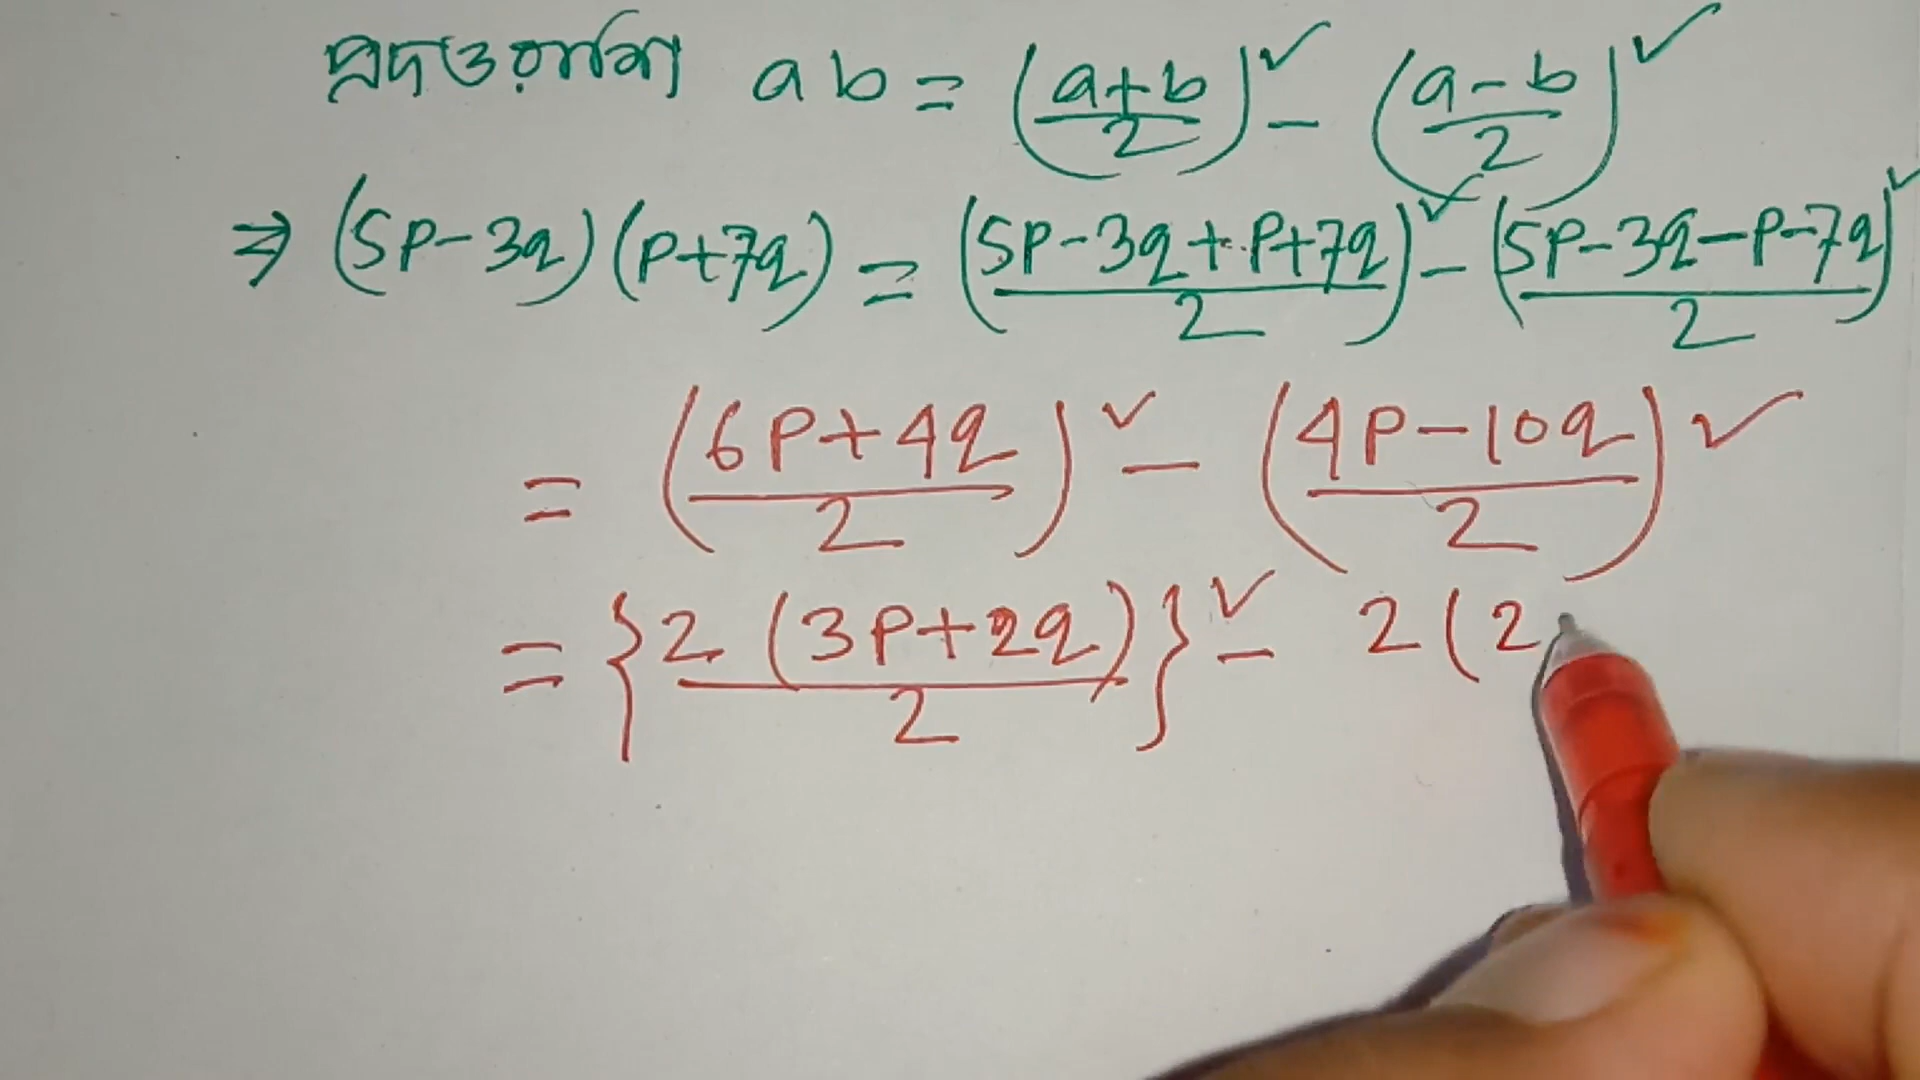 প্রদত্ত রাশি ab = (a+b/2)² - (a-b/2)²
⇒ (5p-3q)(p+7q) = (5p-3q+p+7q/2)² - (5p-3q-p-7q/2)²
= (6p+4q/2)² - (4p-10q/2)²
= {2(3p+2q)/2}² - 2(2